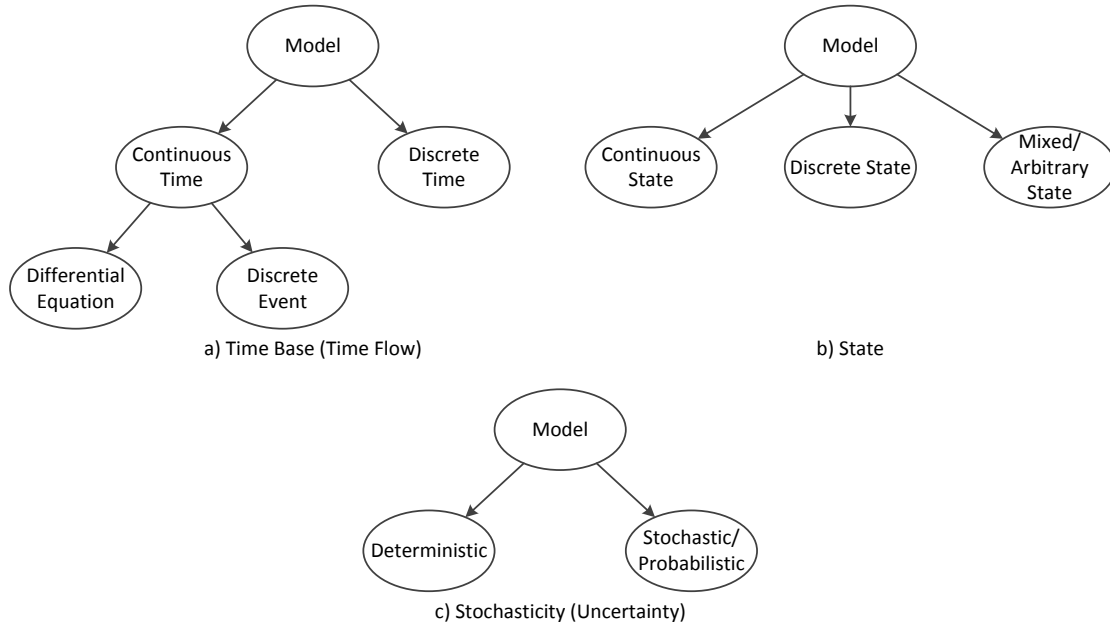 Model
Continuous
Time
Discrete
Time
Differential
Equation
Discrete
Event
a) Time Base (Time Flow)
Model
Continuous
State
Discrete State
Mixed/
Arbitrary
State
b) State
Model
Deterministic
Stochastic/
Probabilistic
c) Stochasticity (Uncertainty)